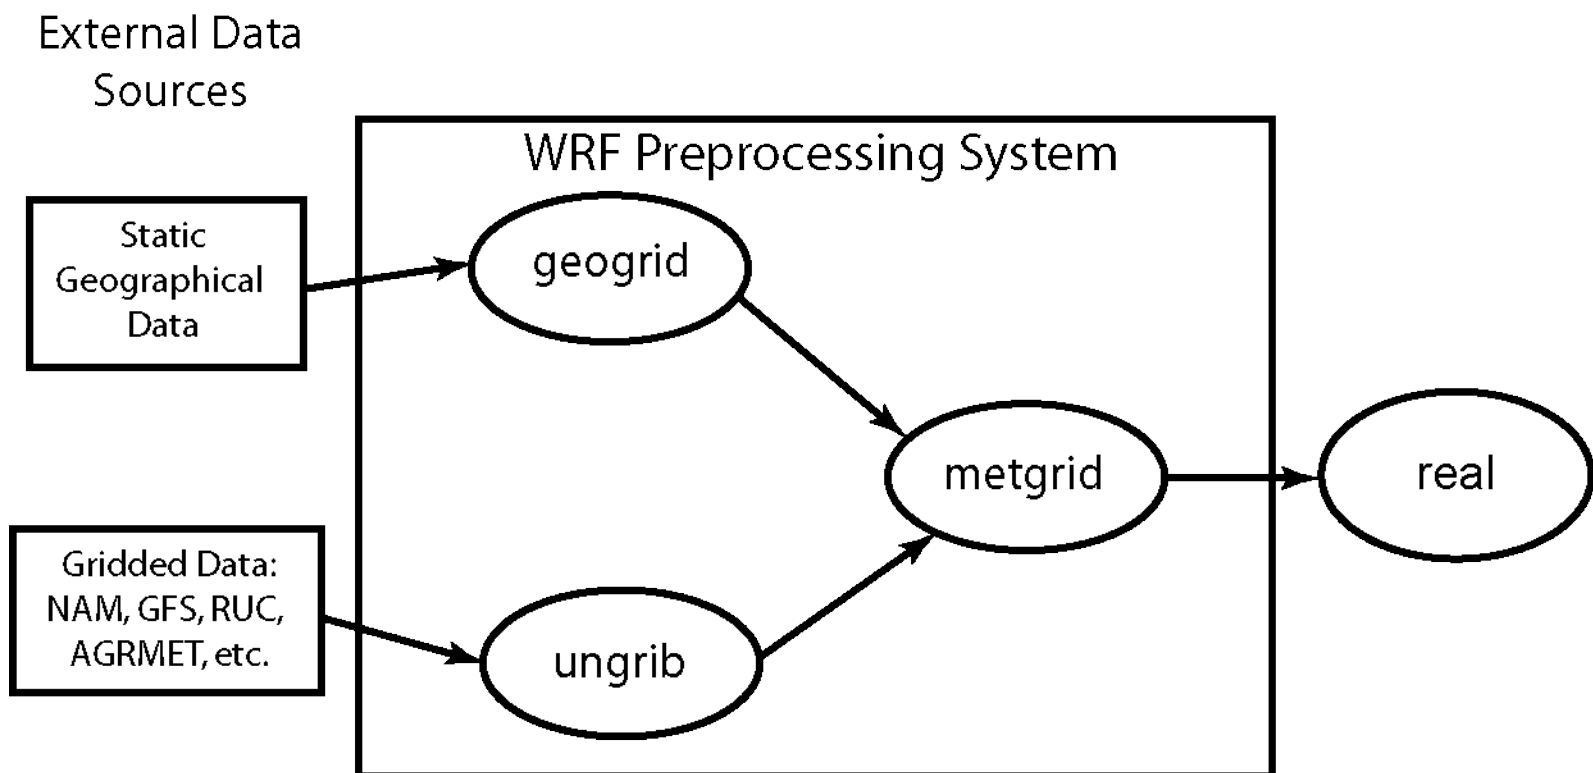 External Data
Sources
WRF Preprocessing System
Static
Geographical
Data
geogrid
metgrid
real
Gridded Data:
NAM, GFS, RUC,
AGRMET, etc.
ungrib